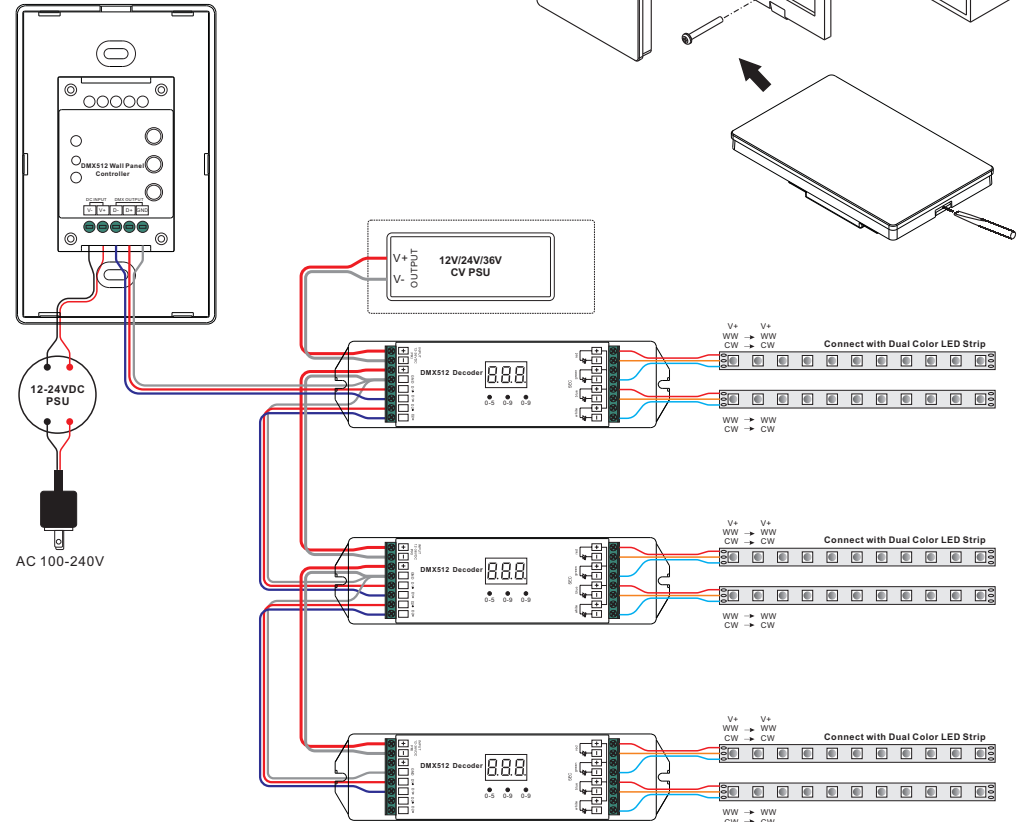 DMX512 Wall Panel
Controller
DC INPUT DMX OUTPUT
V- V+ D- D+ GND
12-24VDC
PSU
AC 100-240V
V+
V-
OUTPUT
12V/24V/36V
CV PSU
DMX512 Decoder
0-5 0-9 0-9
V+ → V+
WW → WW
CW → CW
Connect with Dual Color LED Strip
WW → WW
CW → CW
DMX512 Decoder
0-5 0-9 0-9
V+ V+
WW → WW
CW → CW
Connect with Dual Color LED Strip
WW → WW
CW → CW
DMX512 Decoder
0-5 0-9 0-9
V+ V+
WW → WW
CW → CW
Connect with Dual Color LED Strip
WW → WW
CW → CW